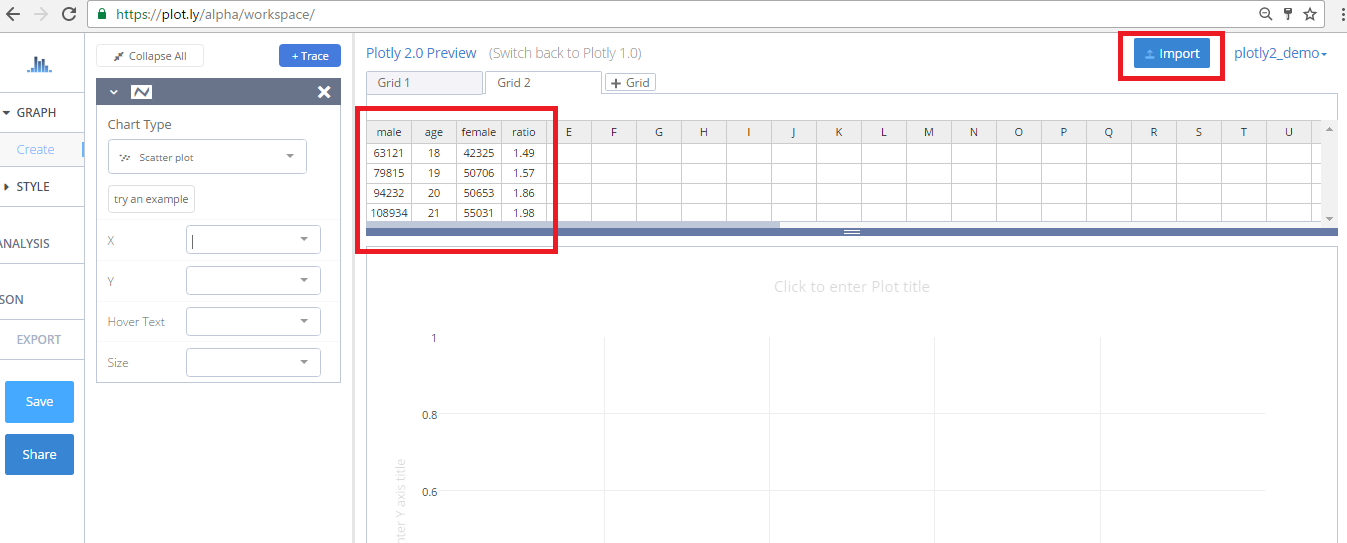 https://plot.ly/alpha/workspace/
Collapse All
+ Trace
Plotly 2.0 Preview (Switch back to Plotly 1.0)
Import
plotly2_demo
GRAPH
Create
STYLE
ANALYSIS
SON
EXPORT
Save
Share
Chart Type
Scatter plot
try an example
X
Y
Hover Text
Size
Grid 1
Grid 2
+ Grid
male age female ratio E F G H I J K L M N O P Q R S T U
63121 18 42325 1.49
79815 19 50706 1.57
94232 20 50653 1.86
108934 21 55031 1.98
Click to enter Plot title
1
0.8
0.6
nter Y axis title